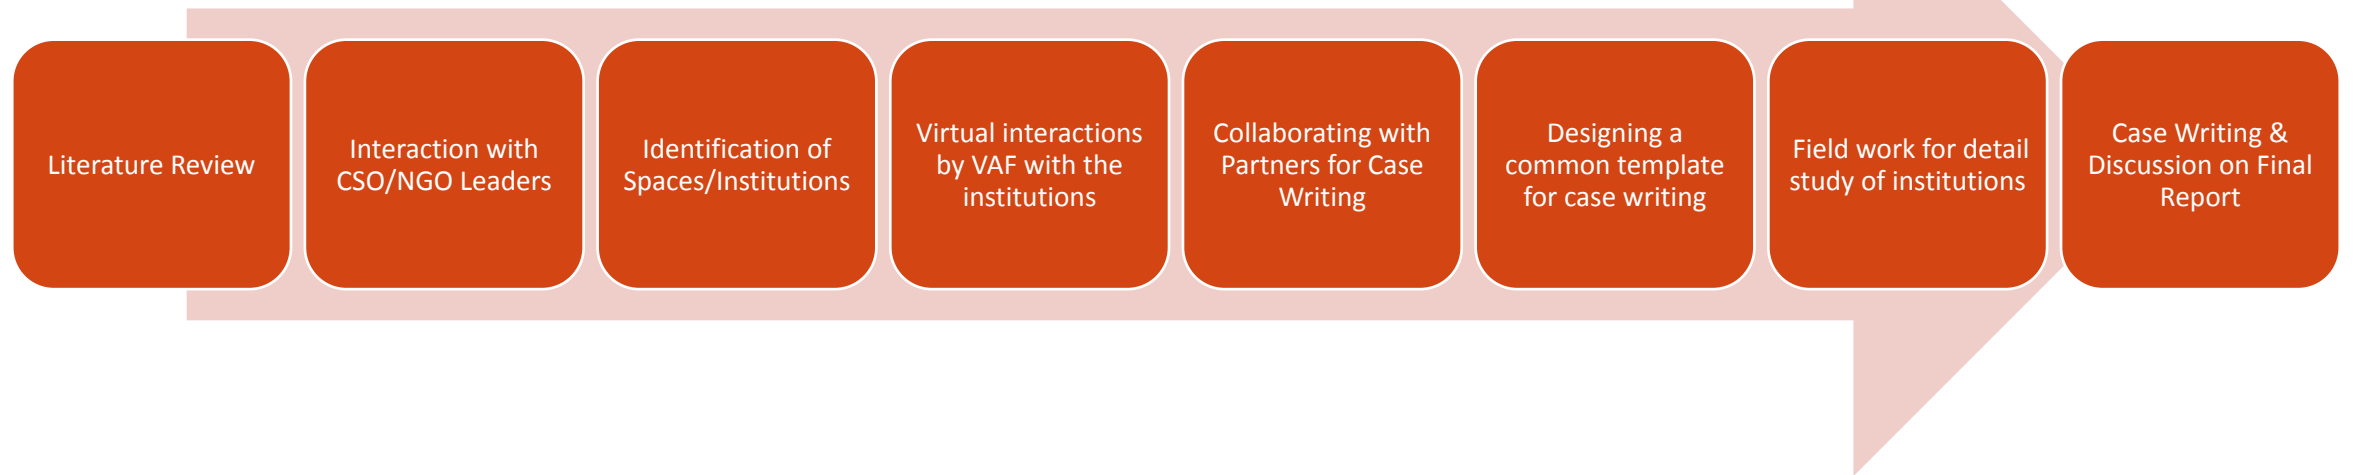 Literature Review
Interaction with
CSO/NGO Leaders
Identification of
Spaces/Institutions
Virtual interactions
by VAF with the
institutions
Collaborating with
Partners for Case
Writing
Designing a
common template
for case writing
Field work for detail
study of institutions
Case Writing &
Discussion on Final
Report